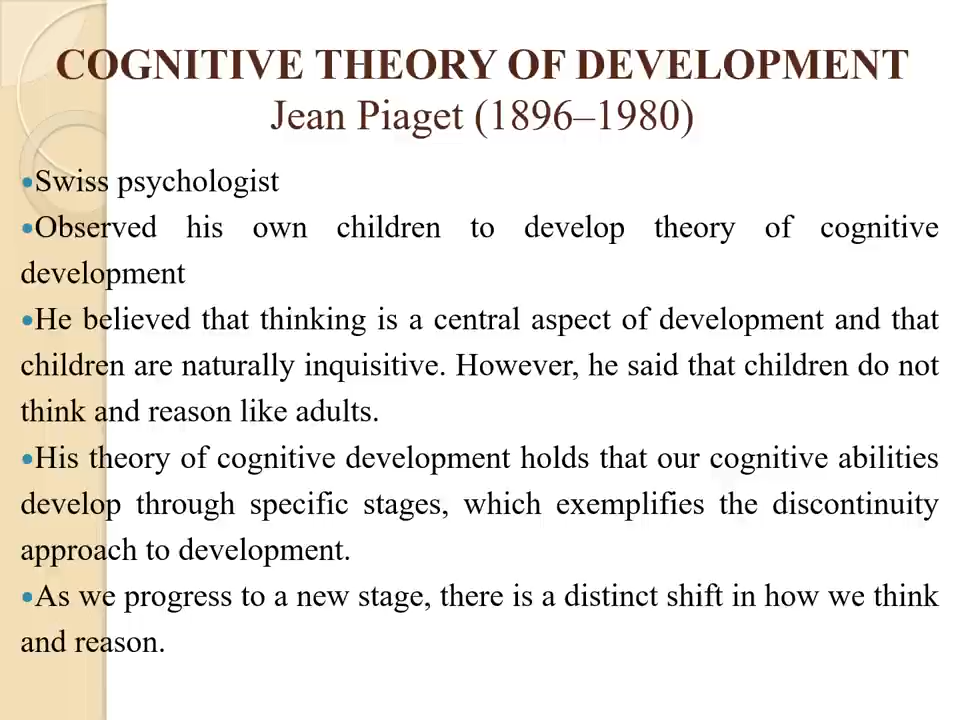 COGNITIVE THEORY OF DEVELOPMENT
Jean Piaget (1896–1980)
•Swiss psychologist
•Observed his own children to develop theory of cognitive
development
•He believed that thinking is a central aspect of development and that
children are naturally inquisitive. However, he said that children do not
think and reason like adults.
•His theory of cognitive development holds that our cognitive abilities
develop through specific stages, which exemplifies the discontinuity
approach to development.
•As we progress to a new stage, there is a distinct shift in how we think
and reason.